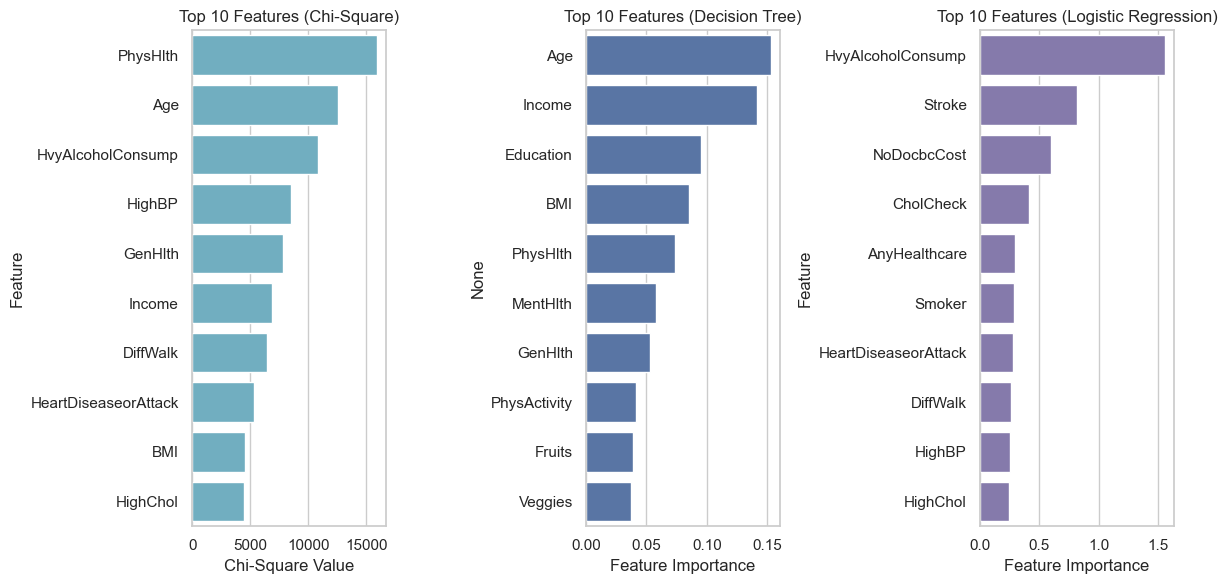 Top 10 Features (Chi-Square)
Feature
PhysHlth
Age
HvyAlcoholConsump
HighBP
GenHlth
Income
DiffWalk
HeartDiseaseorAttack
BMI
HighChol
0 5000 10000 15000
Chi-Square Value
Top 10 Features (Decision Tree)
None
Age
Income
Education
BMI
PhysHlth
MentHlth
GenHlth
PhysActivity
Fruits
Veggies
0.00 0.05 0.10 0.15
Feature Importance
Top 10 Features (Logistic Regression)
Feature
HvyAlcoholConsump
Stroke
NoDocbcCost
CholCheck
AnyHealthcare
Smoker
HeartDiseaseorAttack
DiffWalk
HighBP
HighChol
0.0 0.5 1.0 1.5
Feature Importance